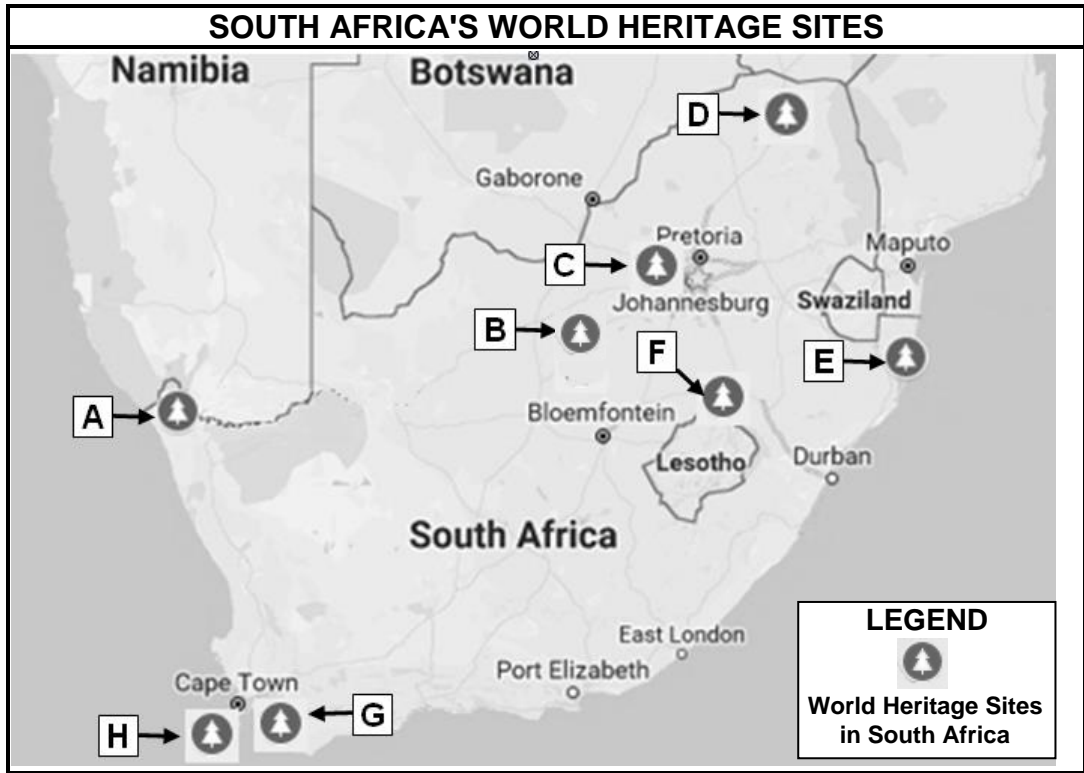 SOUTH AFRICA'S WORLD HERITAGE SITES
Namibia
Botswana
D
Gaborone
Pretoria
Maputo
C
Johannesburg
Swaziland
B
F
E
A
Bloemfontein
Lesotho
Durban
South Africa
East London
Port Elizabeth
Cape Town
G
H
LEGEND
World Heritage Sites
in South Africa